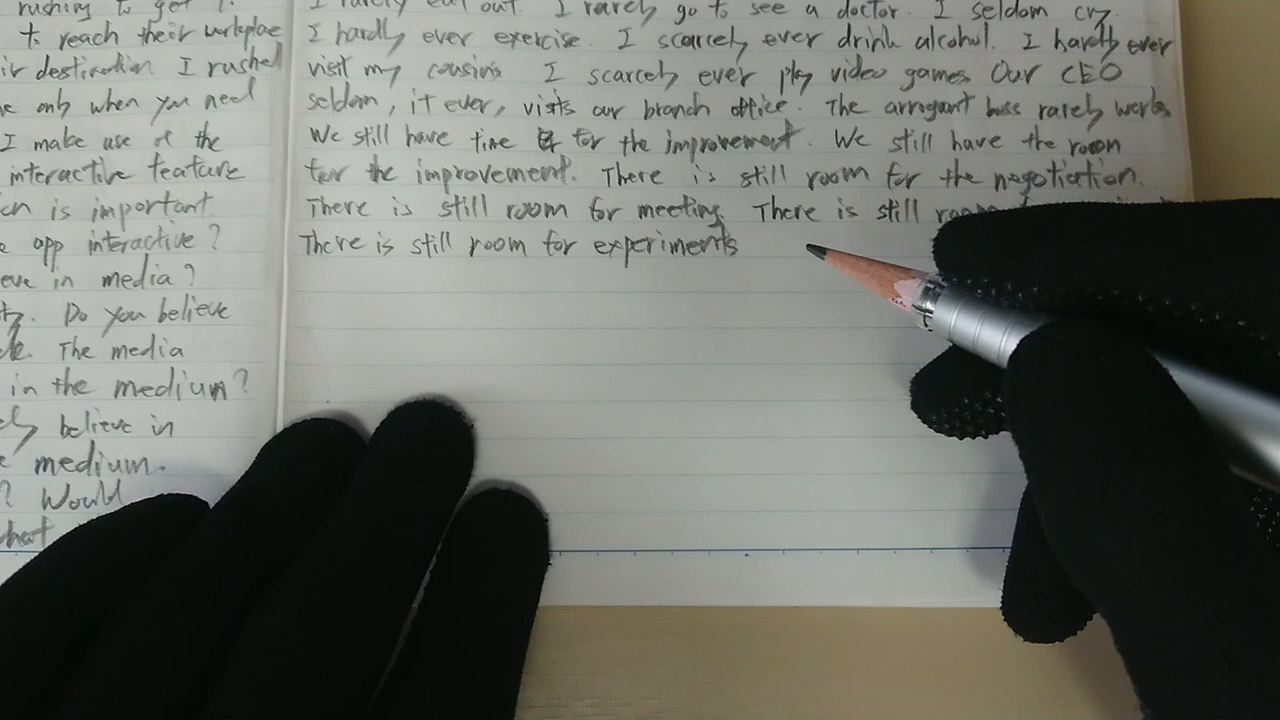 rushing to get
to reach their workplace
destination I rushed
only when you need
I make use of the
interactive feature
is important
app interactive?
in media?
Do you believe
The media
in the medium?
believe in
medium.
? Would
I rarely eat out. I rarely go to see a doctor. I seldom cry.
I hardly ever exercise. I scarcely ever drink alcohol. I hardly ever
visit my cousins I scarcely ever play video games. Our CEO
seldom, if ever, visits our branch office. The arrogant boss rarely works
We still have time for the improvement. We still have the room
for the improvement. There is still room for the negotiation.
There is still room for meeting. There is still room
There is still room for experiments